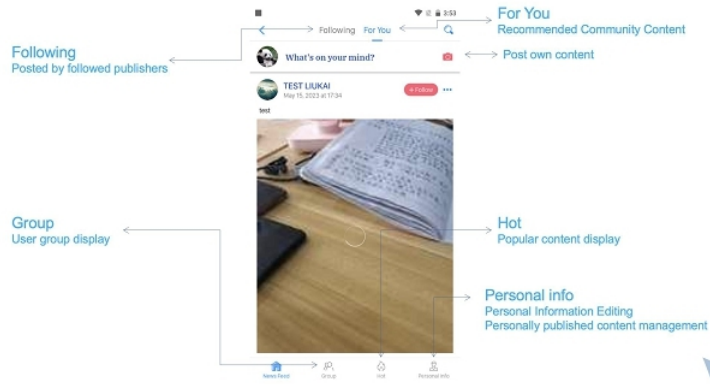 3:53
Following For You
What's on your mind?
TEST LIUKAI
May 15, 2023 at 17:34
+ Follow
test
News Feed
Group
Hot
Personal info
Following
Posted by followed publishers
Group
User group display
For You
Recommended Community Content
Post own content
Hot
Popular content display
Personal info
Personal Information Editing
Personally published content management